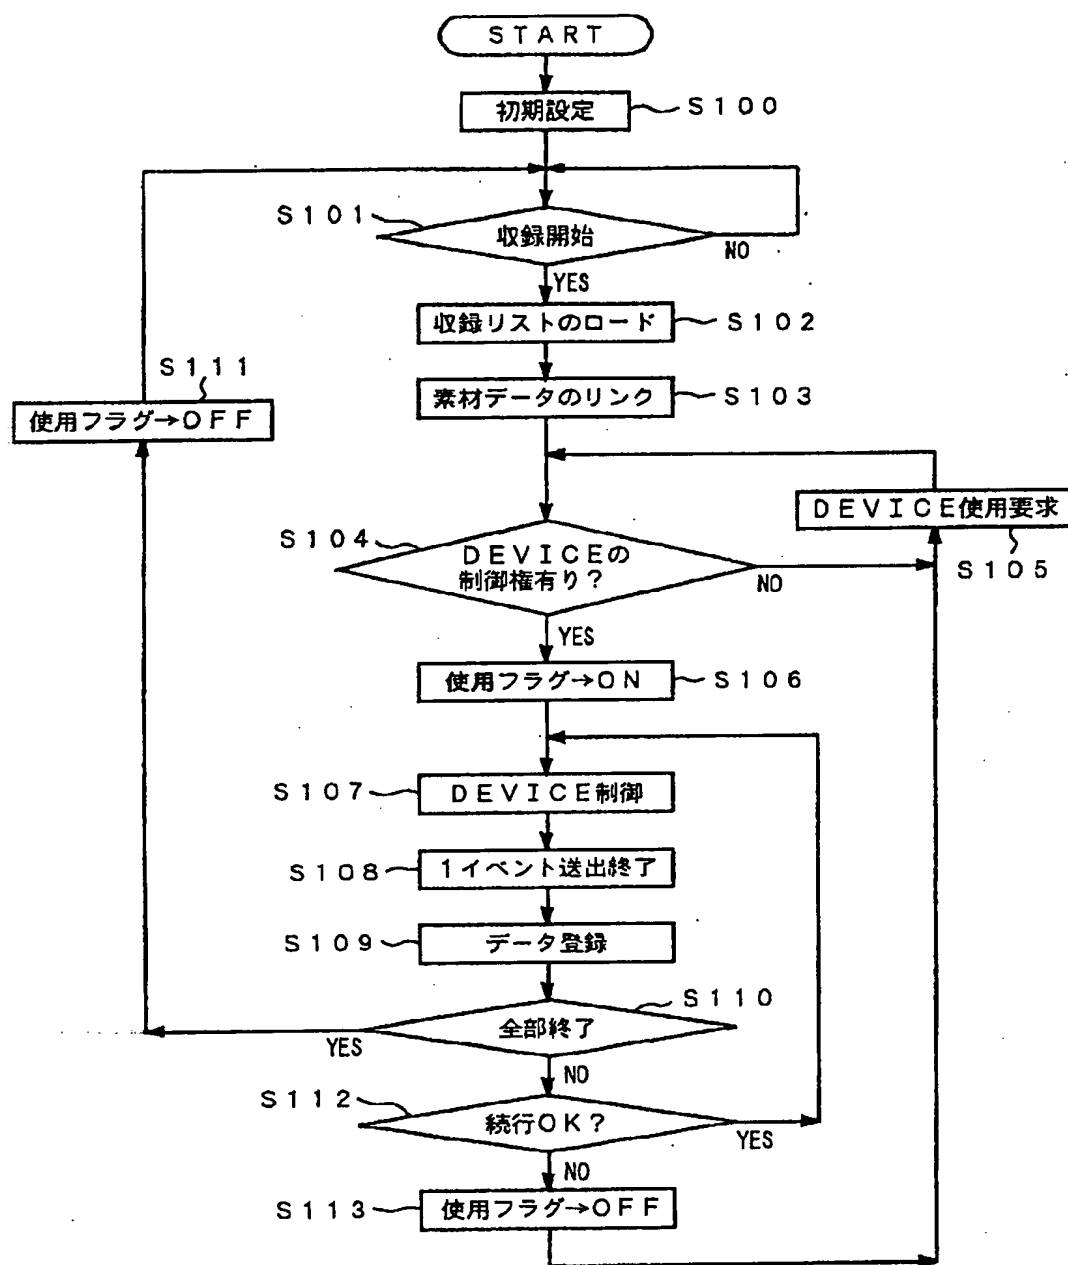 START
初期設定
S100
S101
収録開始
NO
YES
収録リストのロード
S102
S111
使用フラグ→OFF
素材データのリンク
S103
DEVICE使用要求
S105
S104
DEVICEの
制御権有り?
NO
YES
使用フラグ→ON
S106
S107
DEVICE制御
S108
1イベント送出終了
S109
データ登録
S110
全部終了
YES
NO
S112
続行OK?
YES
NO
S113
使用フラグ→OFF